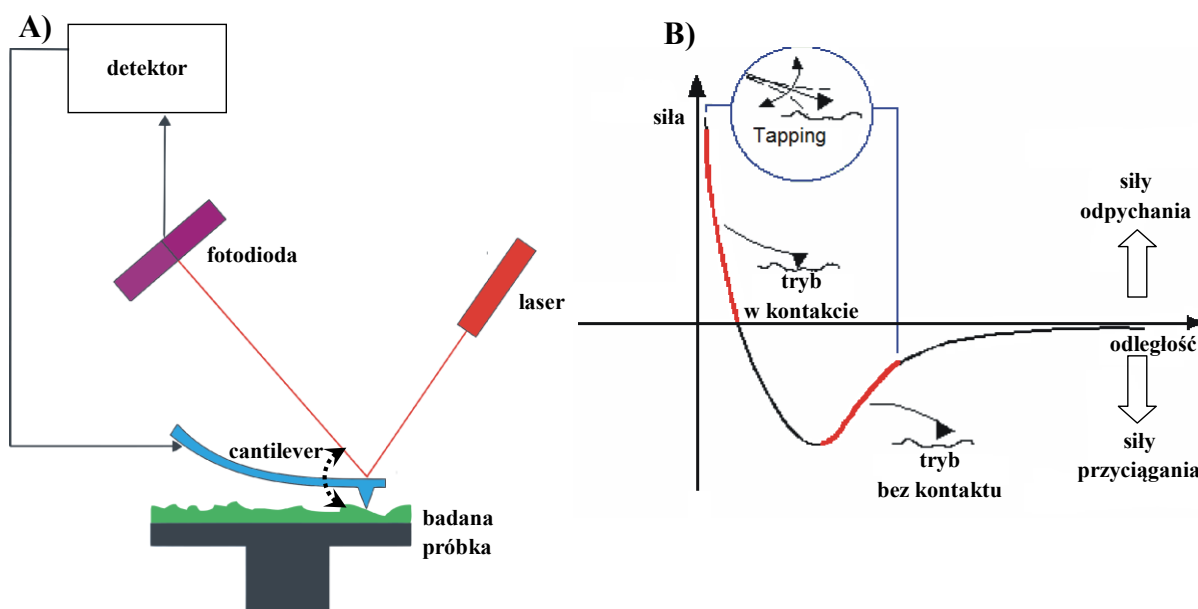 A)
detektor
fotodioda
laser
cantilever
badana
próbka
B)
siła
Tapping
siły
odpychania
tryb
w kontakcie
odległość
tryb
bez kontaktu
siły
przyciągania